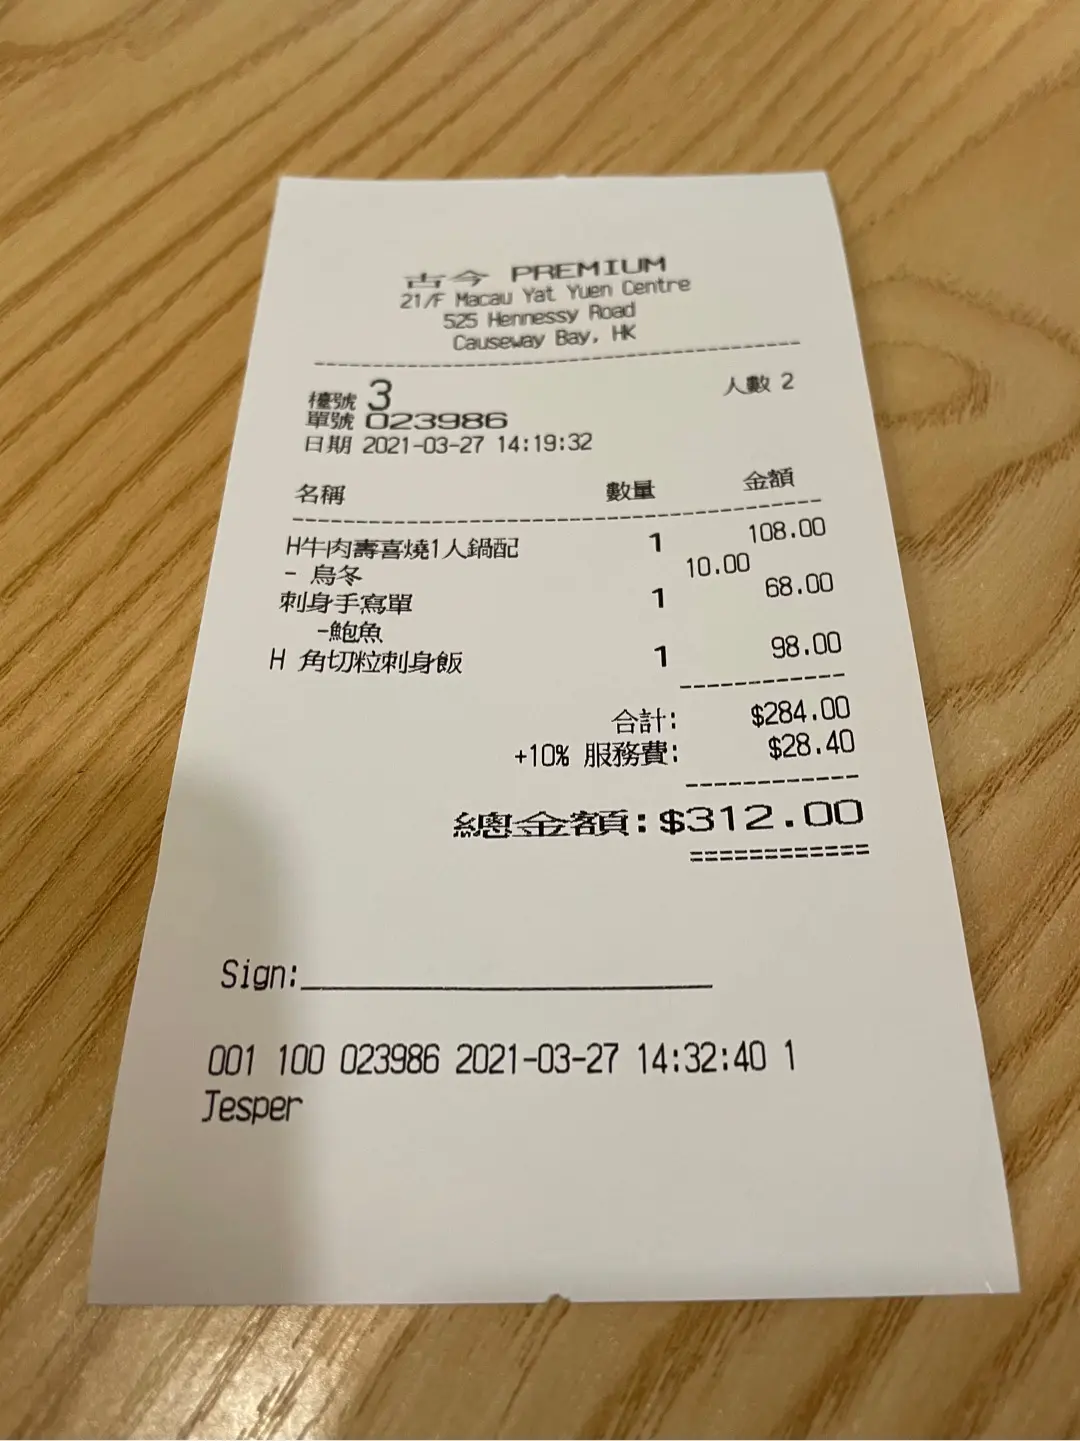 古今 PREMIUM
21/F Macau Yat Yuen Centre
525 Hennessy Road
Causeway Bay, HK
檯號 3 人數 2
單號 023986
日期 2021-03-27 14:19:32
名稱 數量 金額
H牛肉壽喜燒1人鍋配 1 108.00
- 烏冬 10.00
刺身手寫單 1 68.00
-鮑魚
H 角切粒刺身飯 1 98.00
合計: $284.00
+10% 服務費: $28.40
總金額:$312.00
Sign:
001 100 023986 2021-03-27 14:32:40 1
Jesper